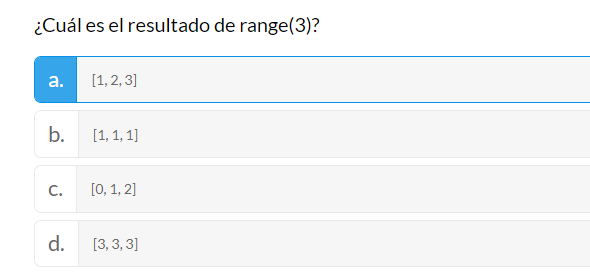 ¿Cuál es el resultado de range(3)?
a. [1, 2, 3]
b. [1, 1, 1]
c. [0, 1, 2]
d. [3, 3, 3]